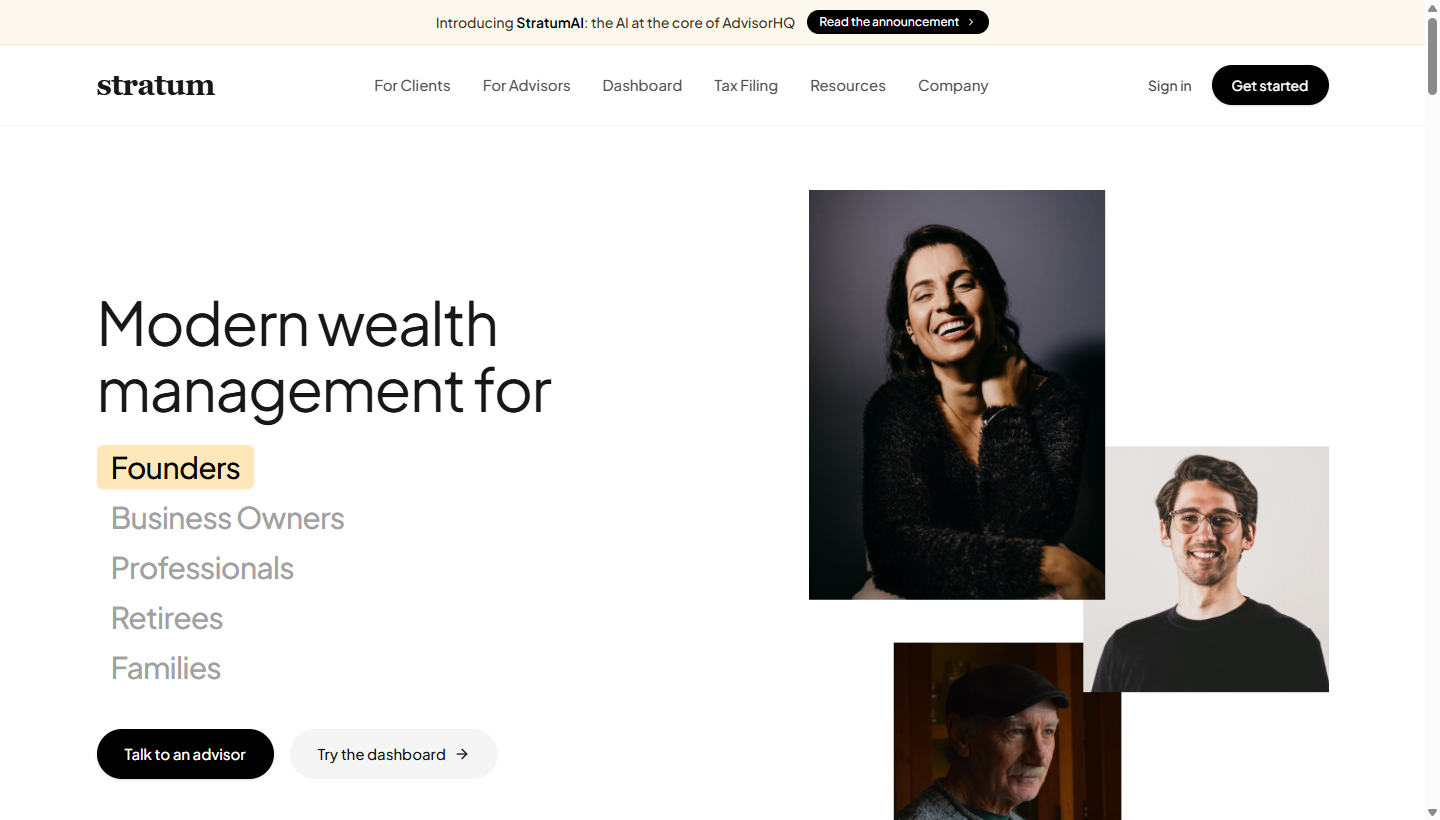 Introducing StratumAI: the AI at the core of AdvisorHQ
Read the announcement
stratum
For Clients
For Advisors
Dashboard
Tax Filing
Resources
Company
Sign in
Get started
Modern wealth
management for
Founders
Business Owners
Professionals
Retirees
Families
Talk to an advisor
Try the dashboard